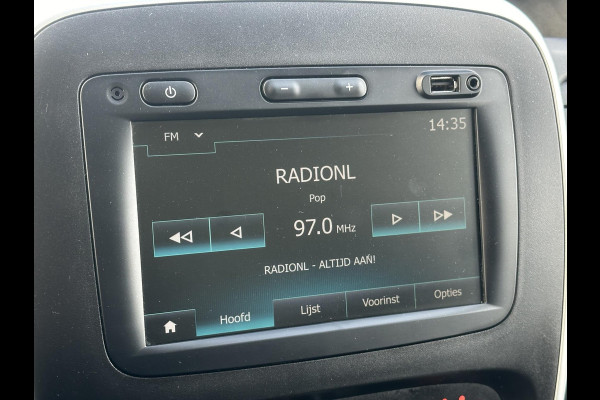 FM
14:35
RADIONL
Pop
97.0 MHz
RADIONL - ALTIJD AAN!
Hoofd Lijst Voorinst Opties